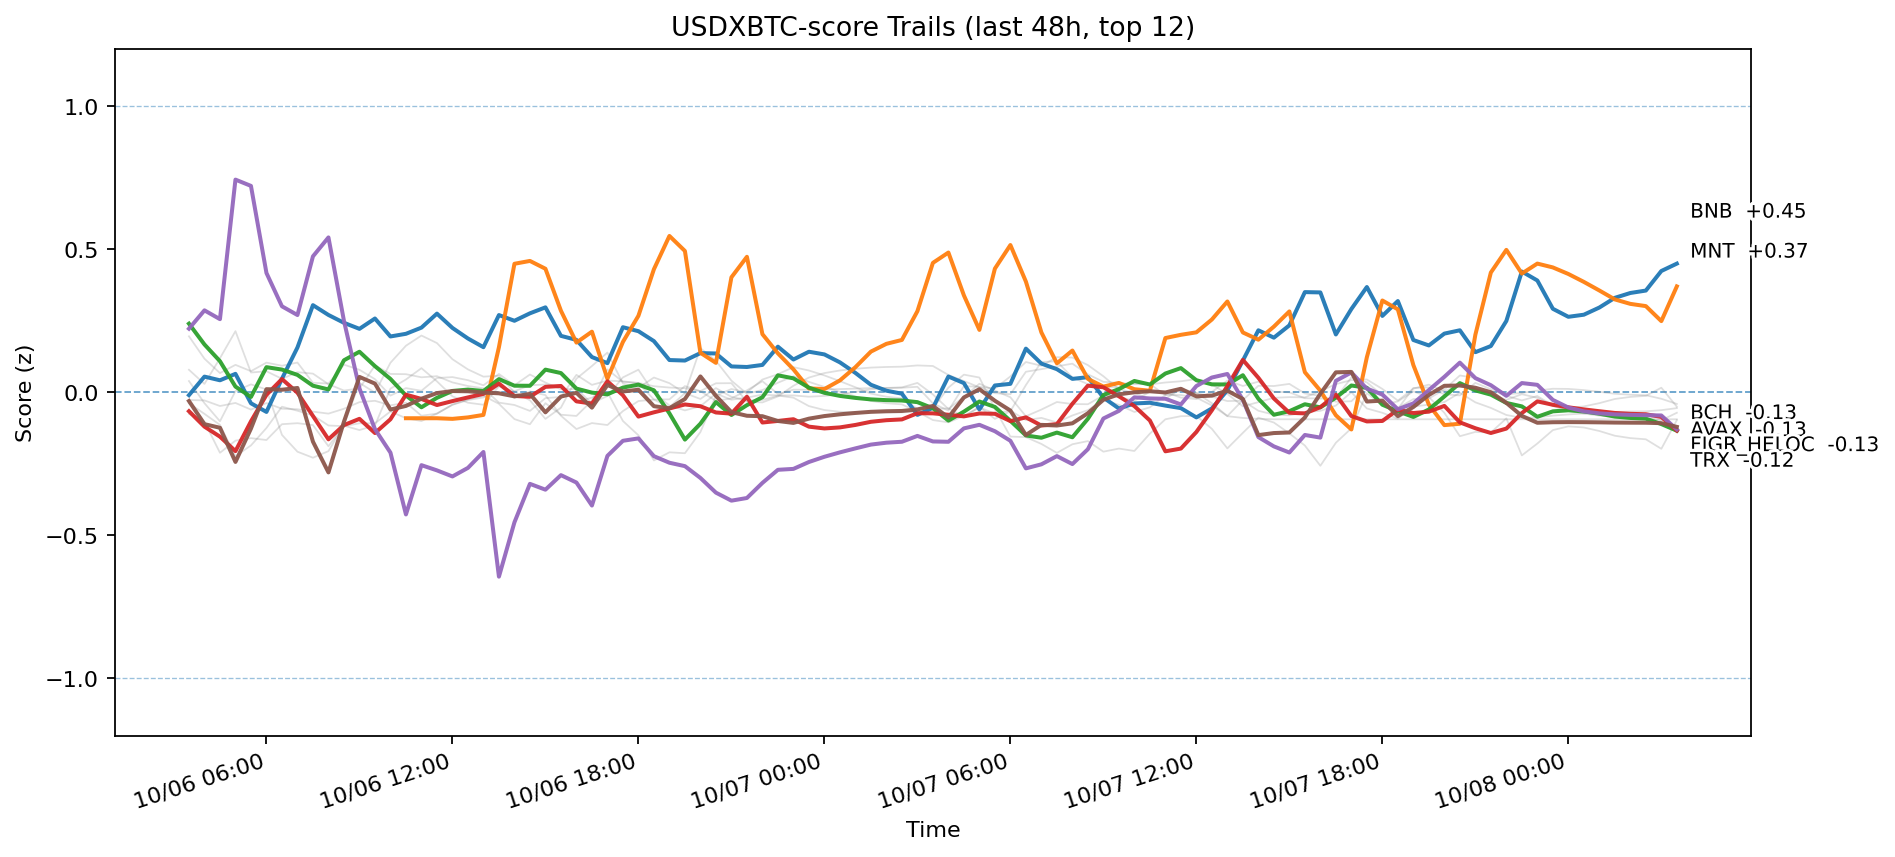 USDXBTC-score Trails (last 48h, top 12)
Score (z)
1.0
0.5
0.0
−0.5
−1.0
BNB +0.45
MNT +0.37
BCH -0.13
AVAX -0.13
FIGR_HELOC -0.13
TRX -0.12
10/06 06:00
10/06 12:00
10/06 18:00
10/07 00:00
10/07 06:00
10/07 12:00
10/07 18:00
10/08 00:00
Time